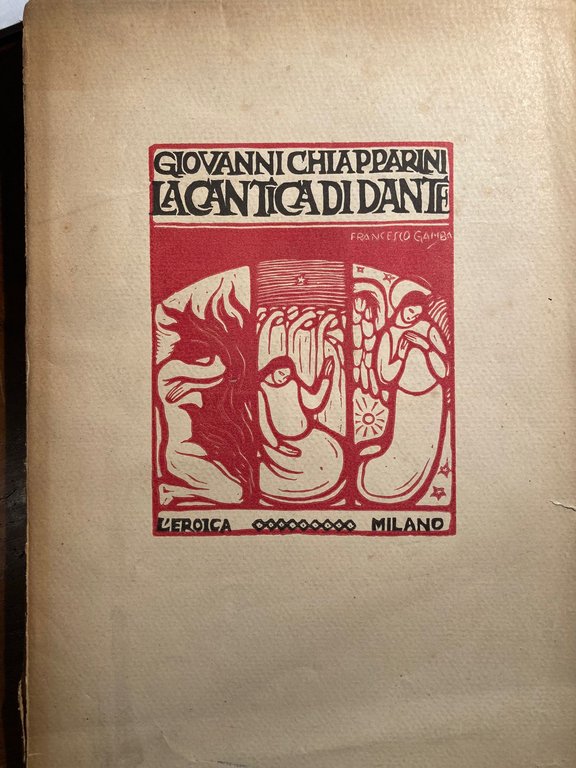 GIOVANNI CHIAPPARINI
LA CANTICA DI DANTE
FRANCESCO GAMBA
L'EROICA MILANO